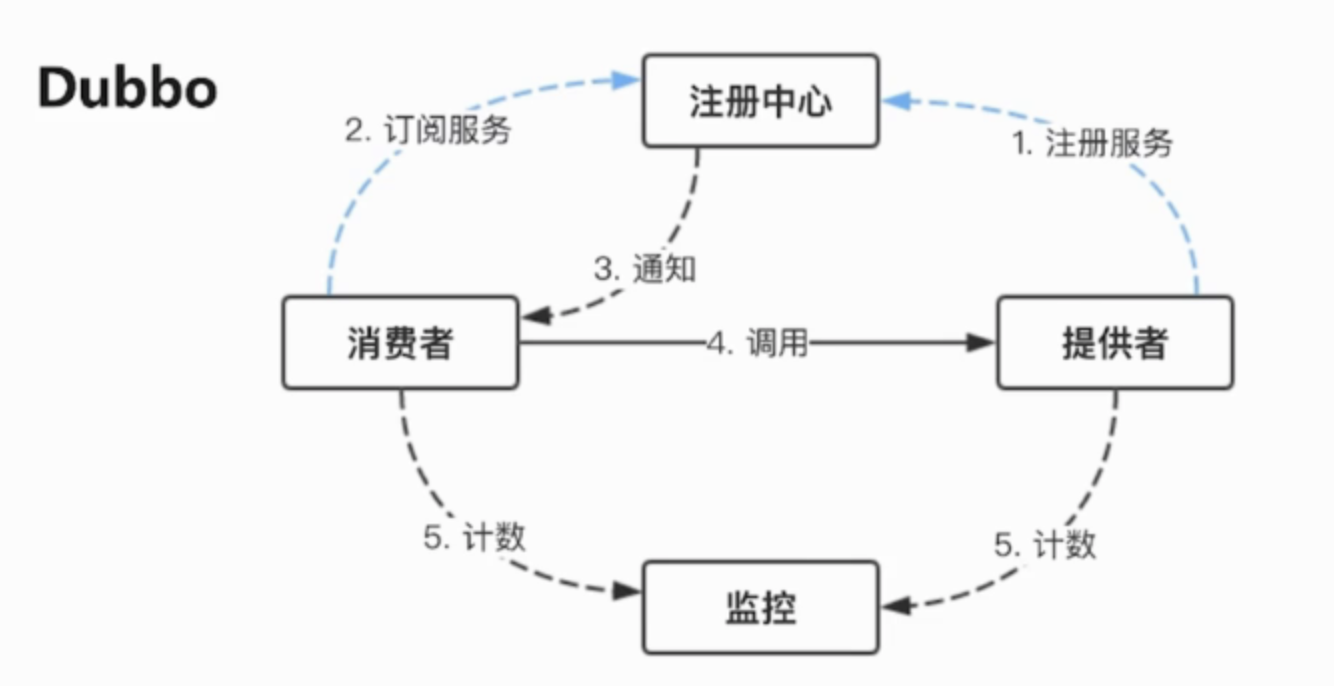 Dubbo
注册中心
2. 订阅服务
1. 注册服务
3. 通知
消费者
4. 调用
提供者
5. 计数
5. 计数
监控